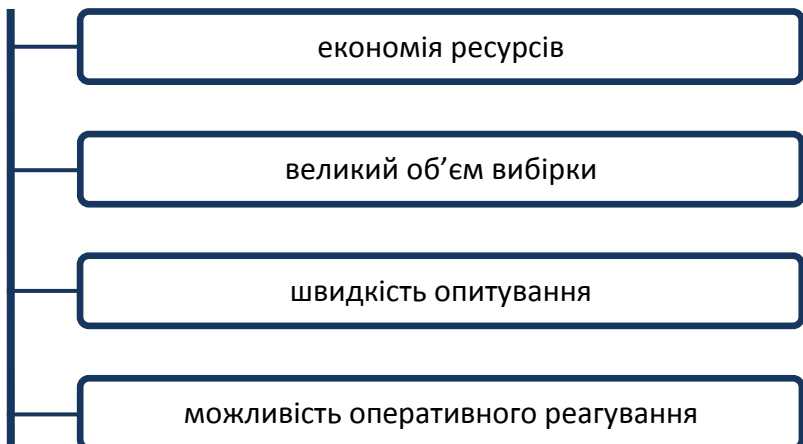 економія ресурсів
великий об’єм вибірки
швидкість опитування
можливість оперативного реагування